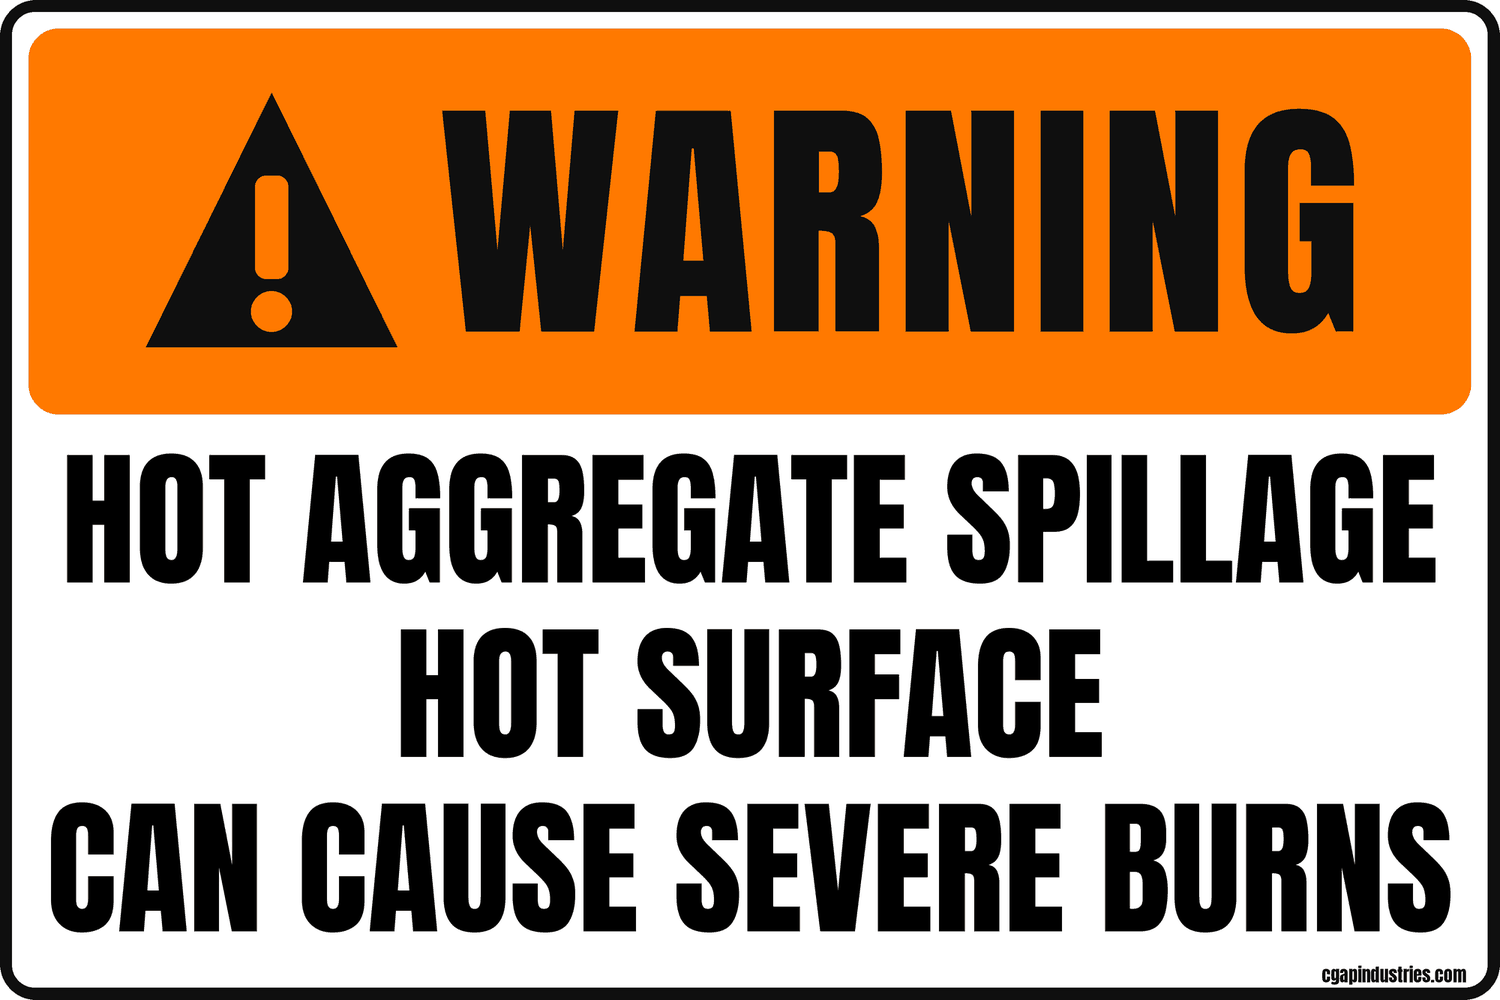 WARNING
HOT AGGREGATE SPILLAGE
HOT SURFACE
CAN CAUSE SEVERE BURNS
cgapindustries.com